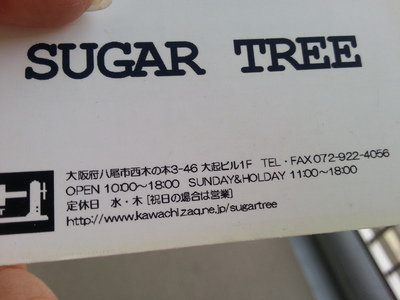 SUGAR TREE
大阪府八尾市西木の本3-46 大起ビル1F TEL・FAX 072-922-4056
OPEN 10:00~18:00 SUNDAY&HOLDAY 11:00~18:00
定休日 水・木 [祝日の場合は営業]
http://www.kawachi.zaq.ne.jp/sugartree